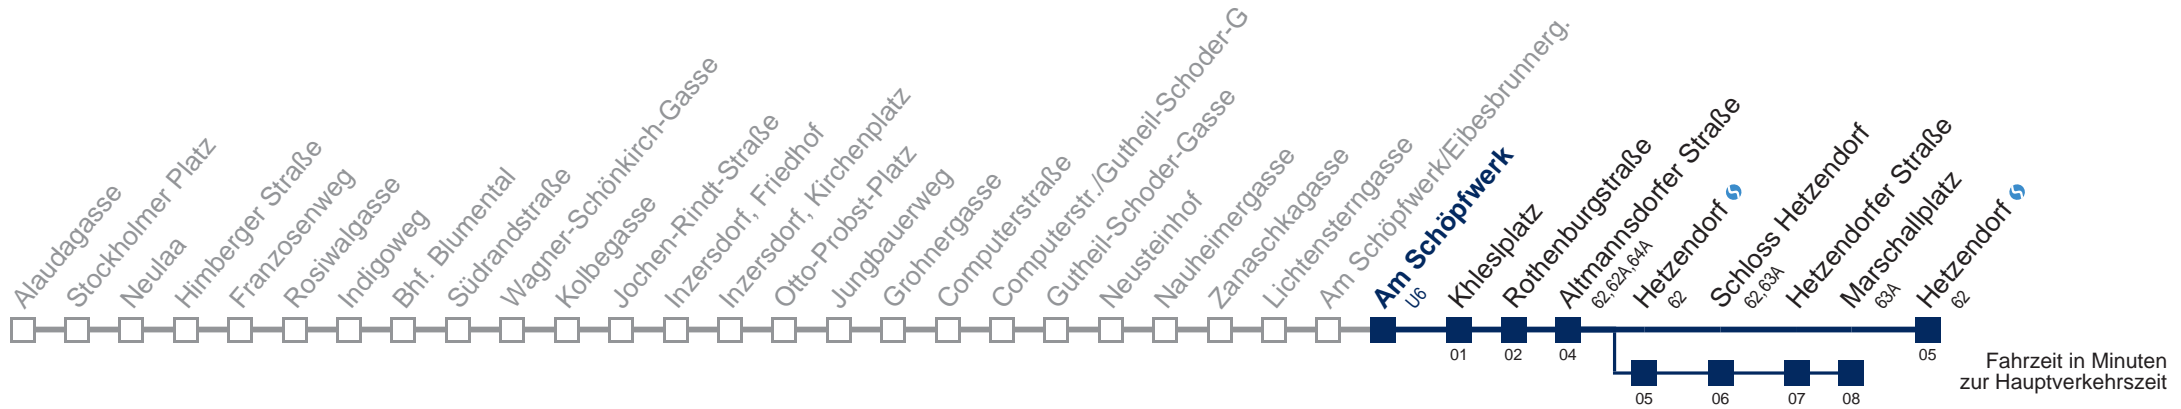 Alaudagasse
Stockholmer Platz
Neulaa
Himberger Straße
Franzosenweg
Rosiwalgasse
Indigoweg
Bhf. Blumental
Südrandstraße
Wagner-Schönkirch-Gasse
Kolbegasse
Jochen-Rindt-Straße
Inzersdorf, Friedhof
Inzersdorf, Kirchenplatz
Otto-Probst-Platz
Jungbauerweg
Grohnergasse
Computerstraße
Computerstr./Gutheil-Schoder-G
Gutheil-Schoder-Gasse
Neusteinhof
Nauheimergasse
Zanaschkagasse
Lichtensterngasse
Am Schöpfwerk/Eibesbrunnerg.
Am Schöpfwerk
U6
Khleslplatz
Rothenburgstraße
Altmannsdorfer Straße
62,62A,64A
Hetzendorf
62
Schloss Hetzendorf
62,63A
Hetzendorfer Straße
Marschallplatz
63A
Hetzendorf
62
01
02
04
05
05
06
07
08
Fahrzeit in Minuten
zur Hauptverkehrszeit